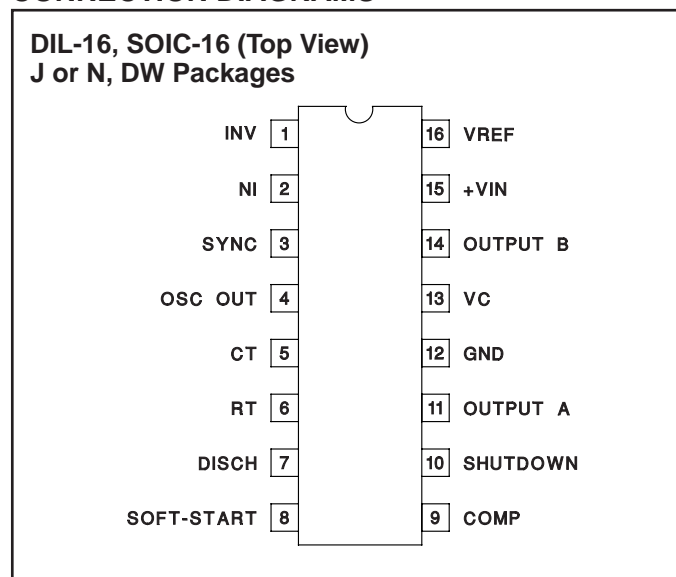 DIL-16, SOIC-16 (Top View)
J or N, DW Packages
INV 1 16 VREF
NI 2 15 +VIN
SYNC 3 14 OUTPUT B
OSC OUT 4 13 VC
CT 5 12 GND
RT 6 11 OUTPUT A
DISCH 7 10 SHUTDOWN
SOFT-START 8 9 COMP